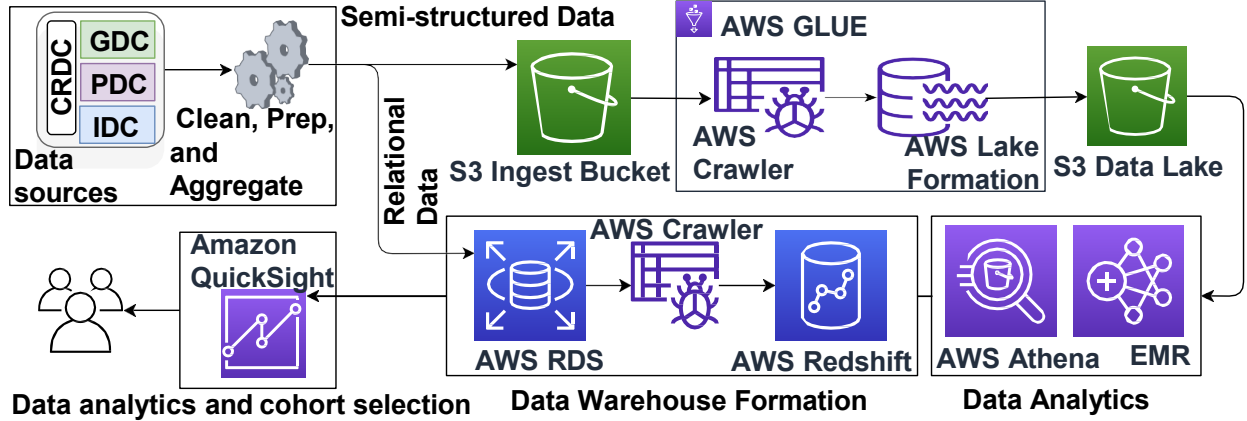 Semi-structured Data
CRDC
GDC
PDC
IDC
Data
sources
Clean, Prep,
and
Aggregate
Relational
Data
S3 Ingest Bucket
AWS GLUE
AWS
Crawler
AWS Lake
Formation
S3 Data Lake
Amazon
QuickSight
AWS RDS
AWS Crawler
AWS Redshift
AWS Athena
EMR
Data analytics and cohort selection
Data Warehouse Formation
Data Analytics